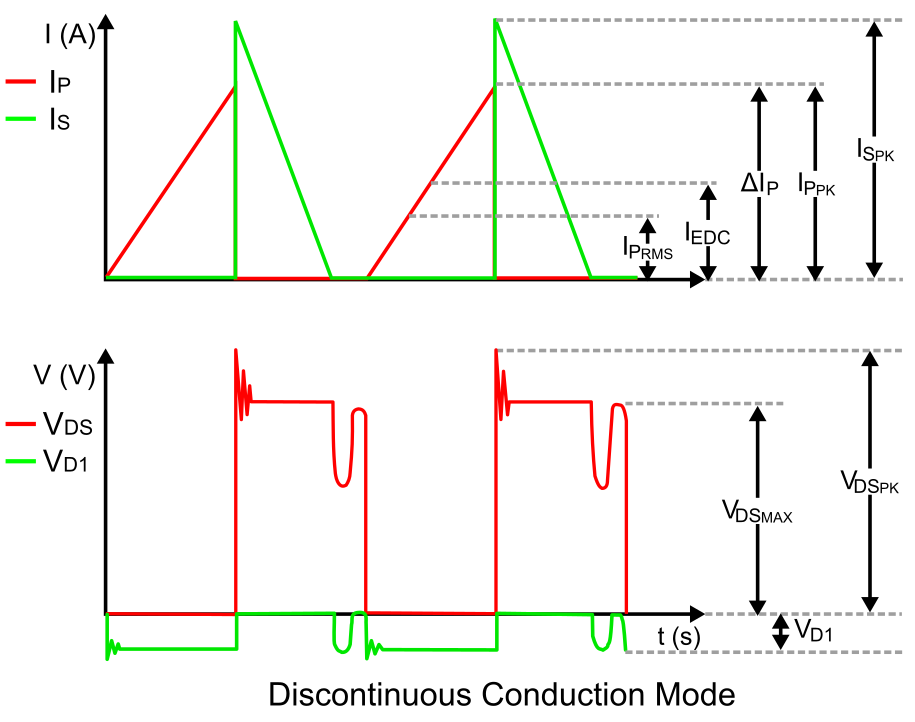 I (A)
IP
IS
ΔIP
IPPK
ISPK
IEDC
IPRMS
V (V)
VDS
VD1
VDSMAX
VDSPK
VD1
t (s)
Discontinuous Conduction Mode